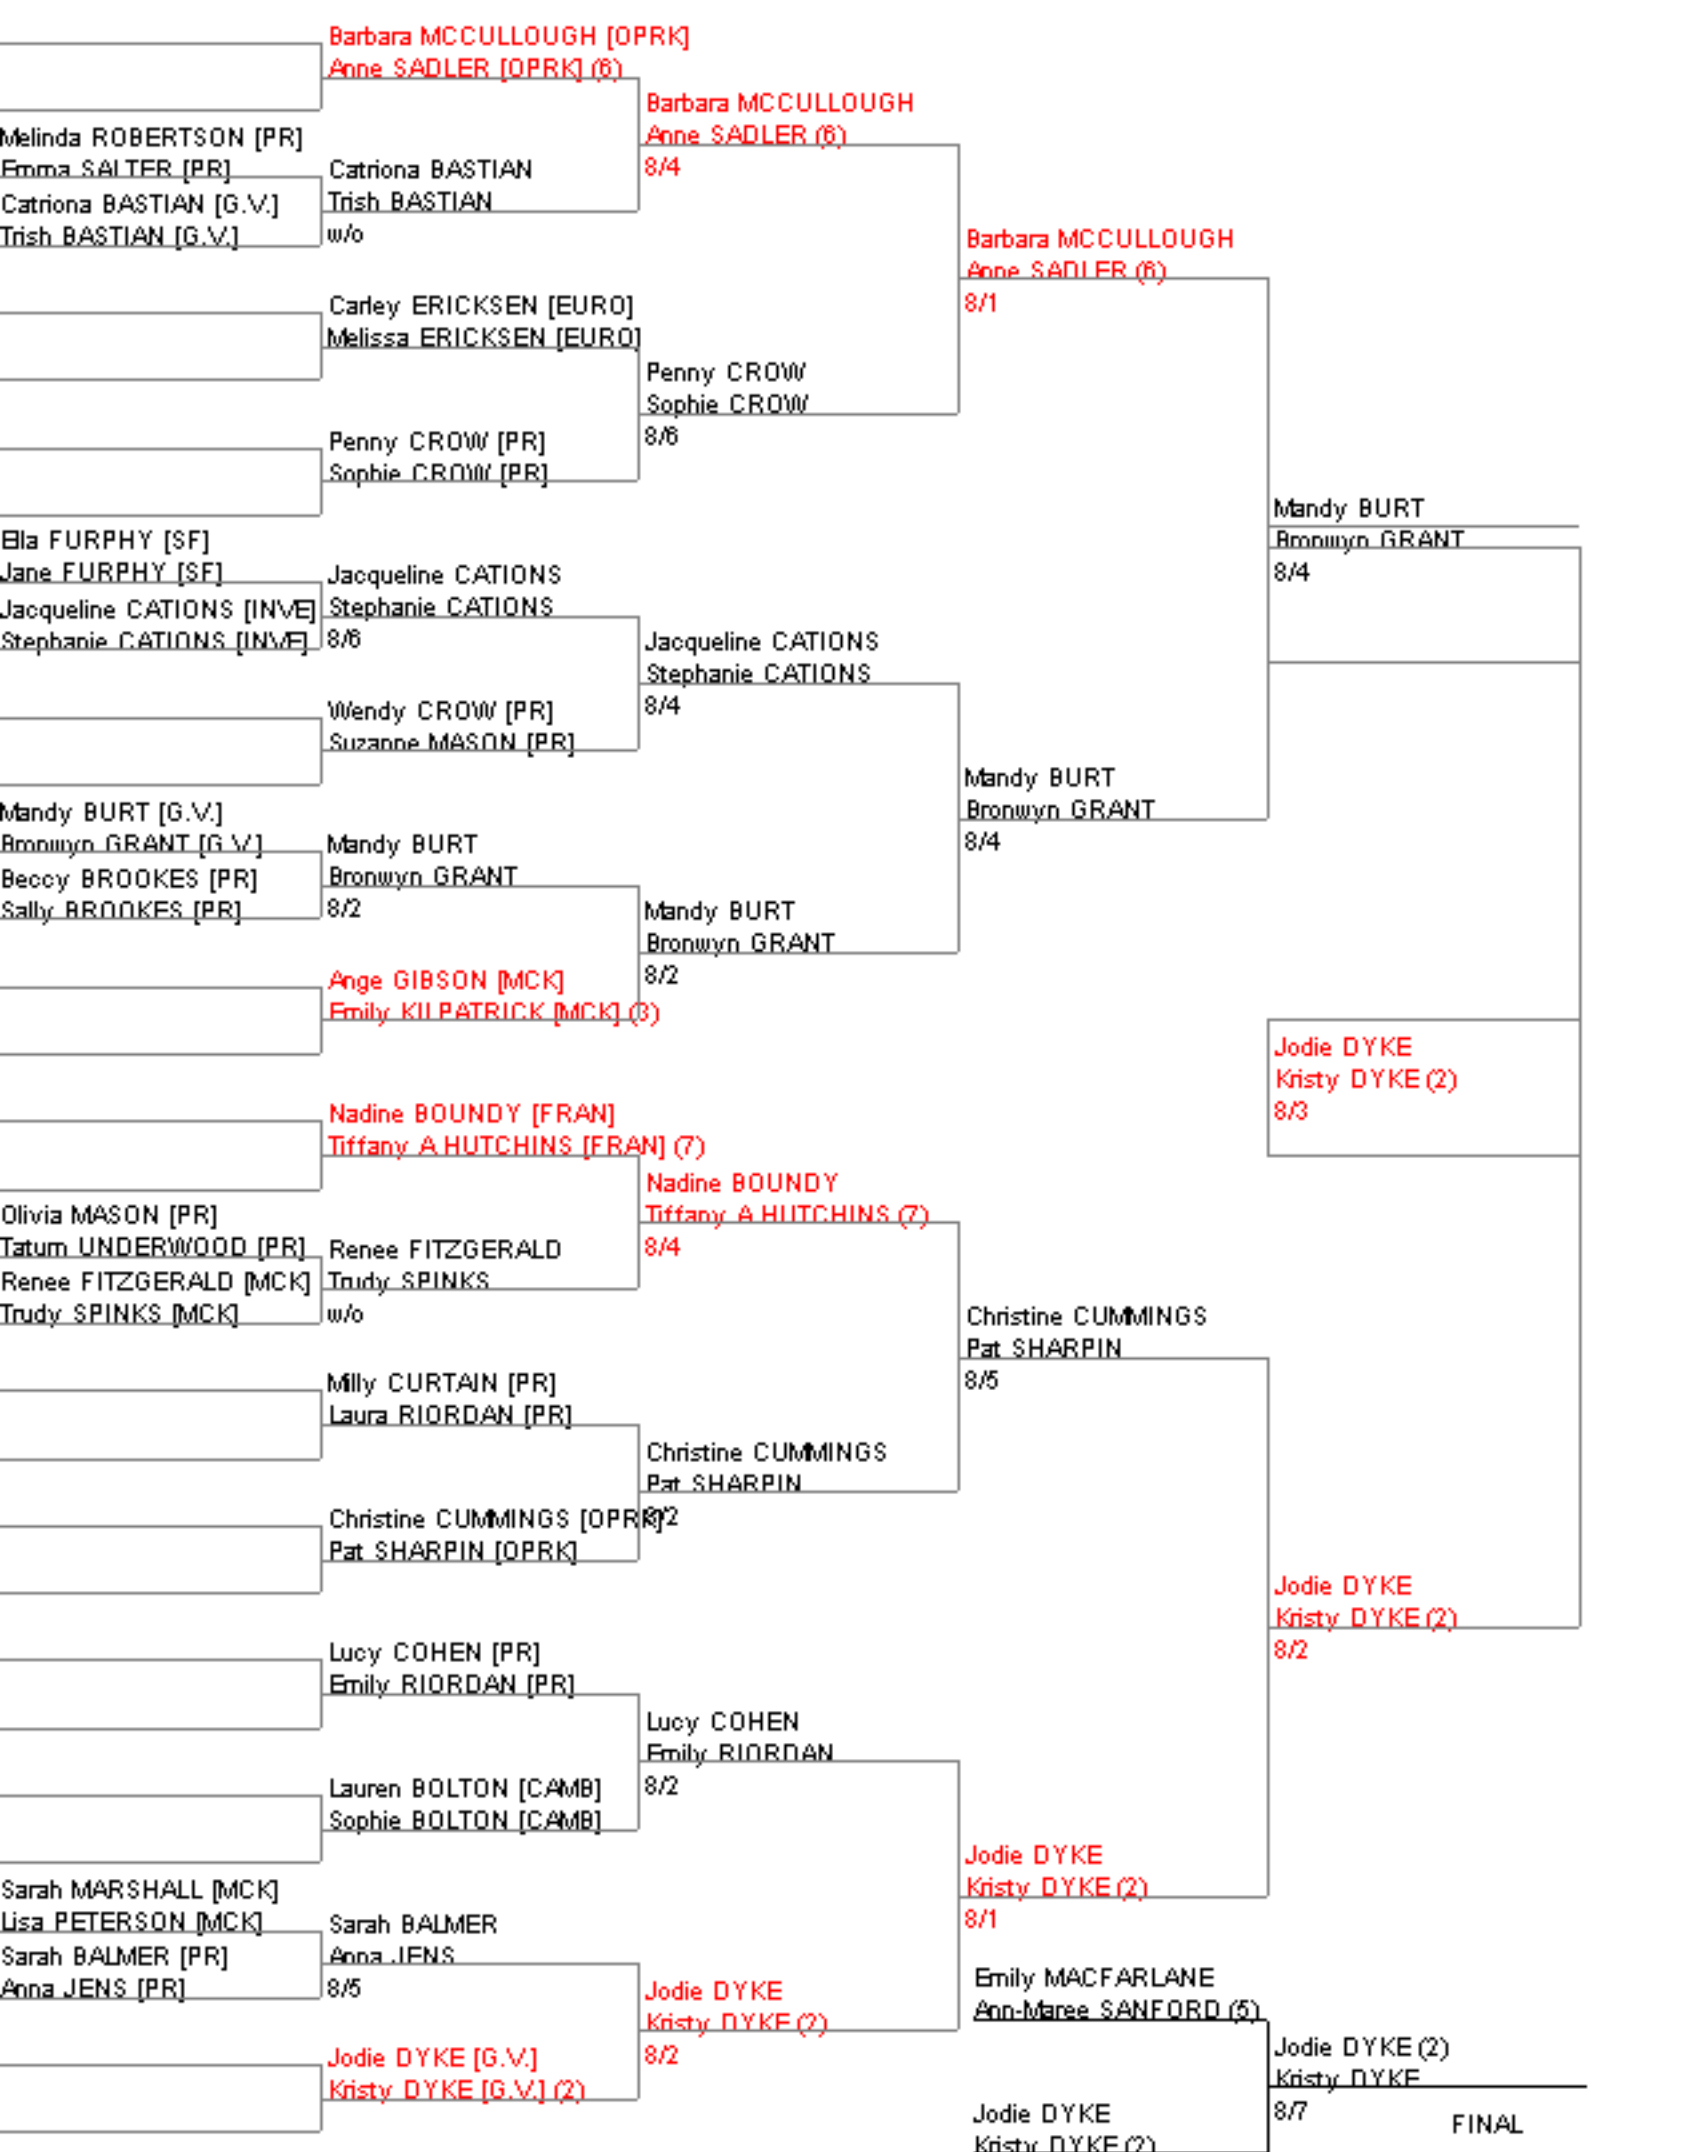 Barbara MCCULLOUGH [OPRK]
Anne SADLER [OPRK] (6)
Melinda ROBERTSON [PR]
Emma SALTER [PR]
Catriona BASTIAN [G.V.]
Trish BASTIAN [G.V.]
Catriona BASTIAN
Trish BASTIAN
w/o
Barbara MCCULLOUGH
Anne SADLER (6)
8/4
Carley ERICKSEN [EURO]
Melissa ERICKSEN [EURO]
Penny CROW [PR]
Sophie CROW [PR]
Penny CROW
Sophie CROW
8/6
Barbara MCCULLOUGH
Anne SADLER (6)
8/1
Ella FURPHY [SF]
Jane FURPHY [SF]
Jacqueline CATIONS [INVE]
Stephanie CATIONS [INVE]
Jacqueline CATIONS
Stephanie CATIONS
8/6
Wendy CROW [PR]
Suzanne MASON [PR]
Jacqueline CATIONS
Stephanie CATIONS
8/4
Mandy BURT [G.V.]
Bronwyn GRANT [G.V.]
Beccy BROOKES [PR]
Sally BROOKES [PR]
Mandy BURT
Bronwyn GRANT
8/2
Ange GIBSON [MCK]
Emily KILPATRICK [MCK] (3)
Mandy BURT
Bronwyn GRANT
8/2
Mandy BURT
Bronwyn GRANT
8/4
Mandy BURT
Bronwyn GRANT
8/4
Jodie DYKE
Kristy DYKE (2)
8/3
Nadine BOUNDY [FRAN]
Tiffany A HUTCHINS [FRAN] (7)
Olivia MASON [PR]
Tatum UNDERWOOD [PR]
Renee FITZGERALD [MCK]
Trudy SPINKS [MCK]
Renee FITZGERALD
Trudy SPINKS
w/o
Nadine BOUNDY
Tiffany A HUTCHINS (7)
8/4
Milly CURTAIN [PR]
Laura RIORDAN [PR]
Christine CUMMINGS [OPRK]
Pat SHARPIN [OPRK]
Christine CUMMINGS
Pat SHARPIN
8/2
Christine CUMMINGS
Pat SHARPIN
8/5
Lucy COHEN [PR]
Emily RIORDAN [PR]
Lauren BOLTON [CAMB]
Sophie BOLTON [CAMB]
Lucy COHEN
Emily RIORDAN
8/2
Sarah MARSHALL [MCK]
Lisa PETERSON [MCK]
Sarah BALMER [PR]
Anna JENS [PR]
Sarah BALMER
Anna JENS
8/5
Jodie DYKE [G.V.]
Kristy DYKE [G.V.] (2)
Jodie DYKE
Kristy DYKE (2)
8/2
Jodie DYKE
Kristy DYKE (2)
8/1
Jodie DYKE
Kristy DYKE (2)
8/2
Emily MACFARLANE
Ann-Maree SANFORD (5)
Jodie DYKE
Kristy DYKE (2)
Jodie DYKE (2)
Kristy DYKE
8/7
FINAL